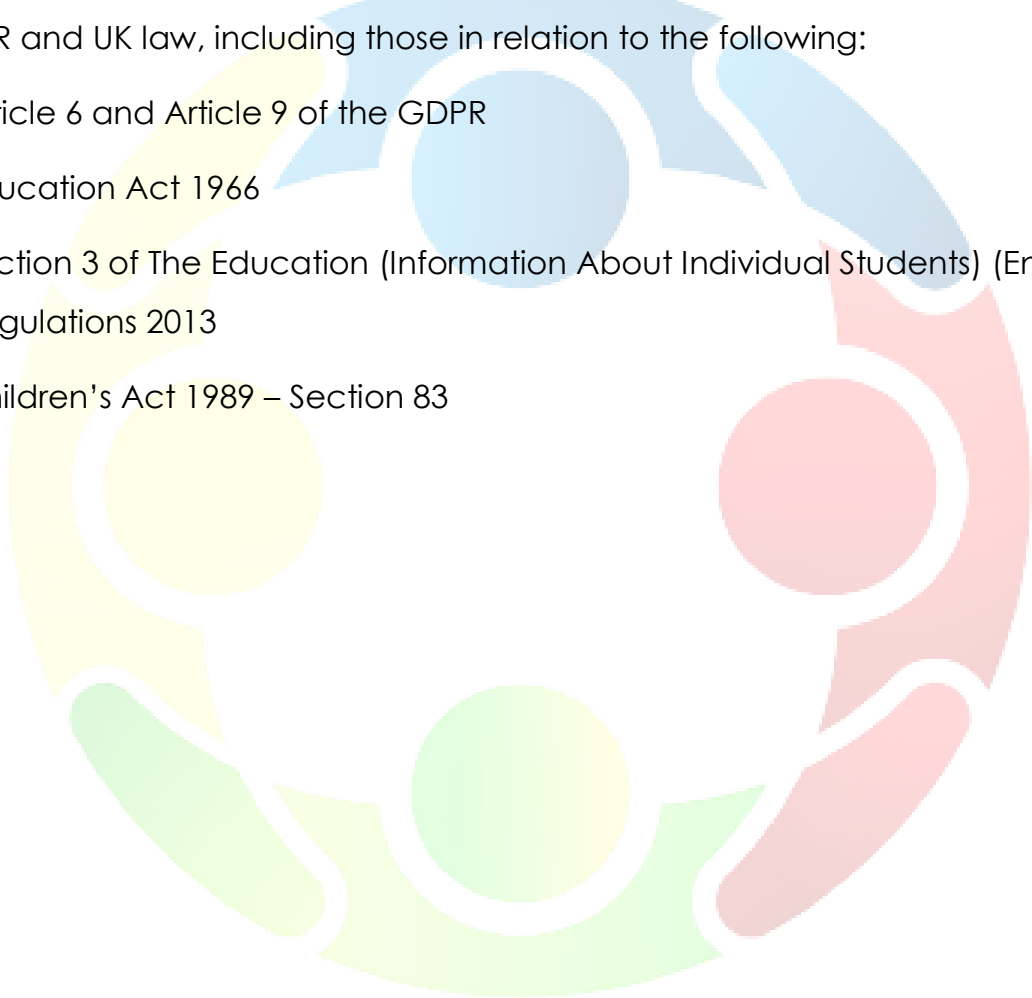 R and UK law, including those in relation to the following:
ticle 6 and Article 9 of the GDPR
ucation Act 1966
ction 3 of The Education (Information About Individual Students) (En
gulations 2013
ildren’s Act 1989 – Section 83